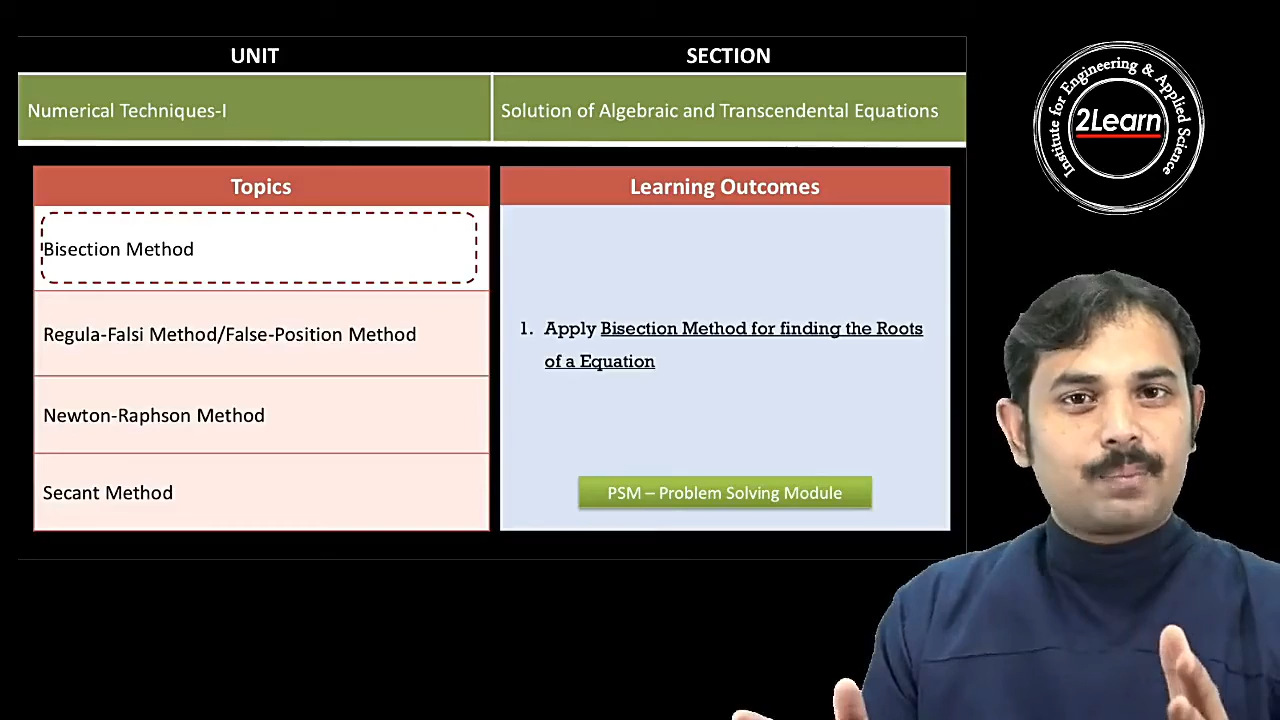 UNIT
SECTION
Numerical Techniques-I
Solution of Algebraic and Transcendental Equations
Topics
Bisection Method
Regula-Falsi Method/False-Position Method
Newton-Raphson Method
Secant Method
Learning Outcomes
1. Apply Bisection Method for finding the Roots
of a Equation
PSM – Problem Solving Module
Institute for Engineering & Applied Science
2Learn